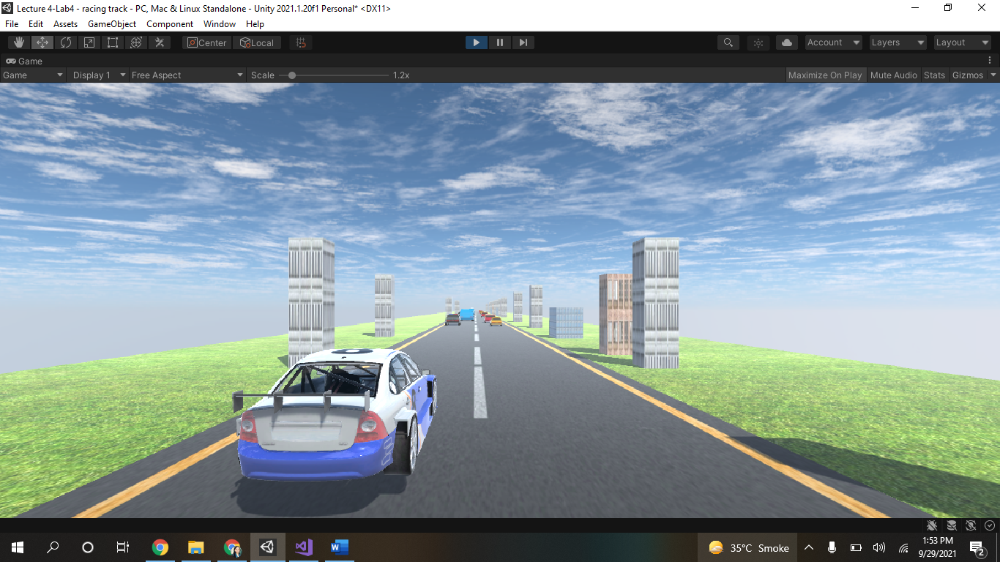 Lecture 4-Lab4 - racing track - PC, Mac & Linux Standalone - Unity 2021.1.20f1 Personal* <DX11>
File Edit Assets GameObject Component Window Help
Center Local Account Layers Layout
Game
Game Display 1 Free Aspect Scale 1.2x Maximize On Play Mute Audio Stats Gizmos
35°C Smoke
1:53 PM
9/29/2021
2